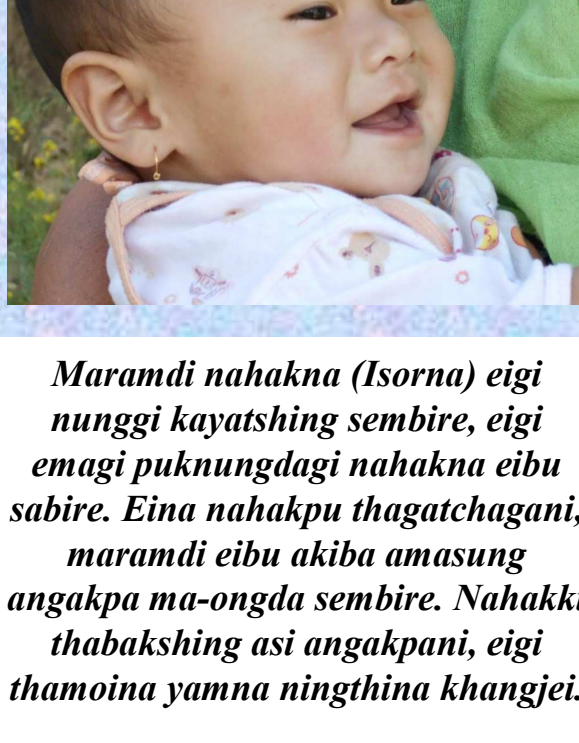 Maramdi nahakna (Isorna) eigi
nunggi kayatshing sembire, eigi
emagi puknungdagi nahakna eibu
sabire. Eina nahakpu thagatchagani,
maramdi eibu akiba amasung
angakpa ma-ongda sembire. Nahakki
thabakshing asi angakpani, eigi
thamoina yamna ningthina khangjei.